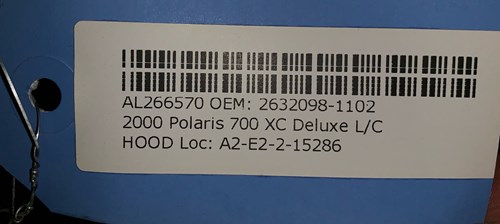 AL266570 OEM: 2632098-1102
2000 Polaris 700 XC Deluxe L/C
HOOD Loc: A2-E2-2-15286